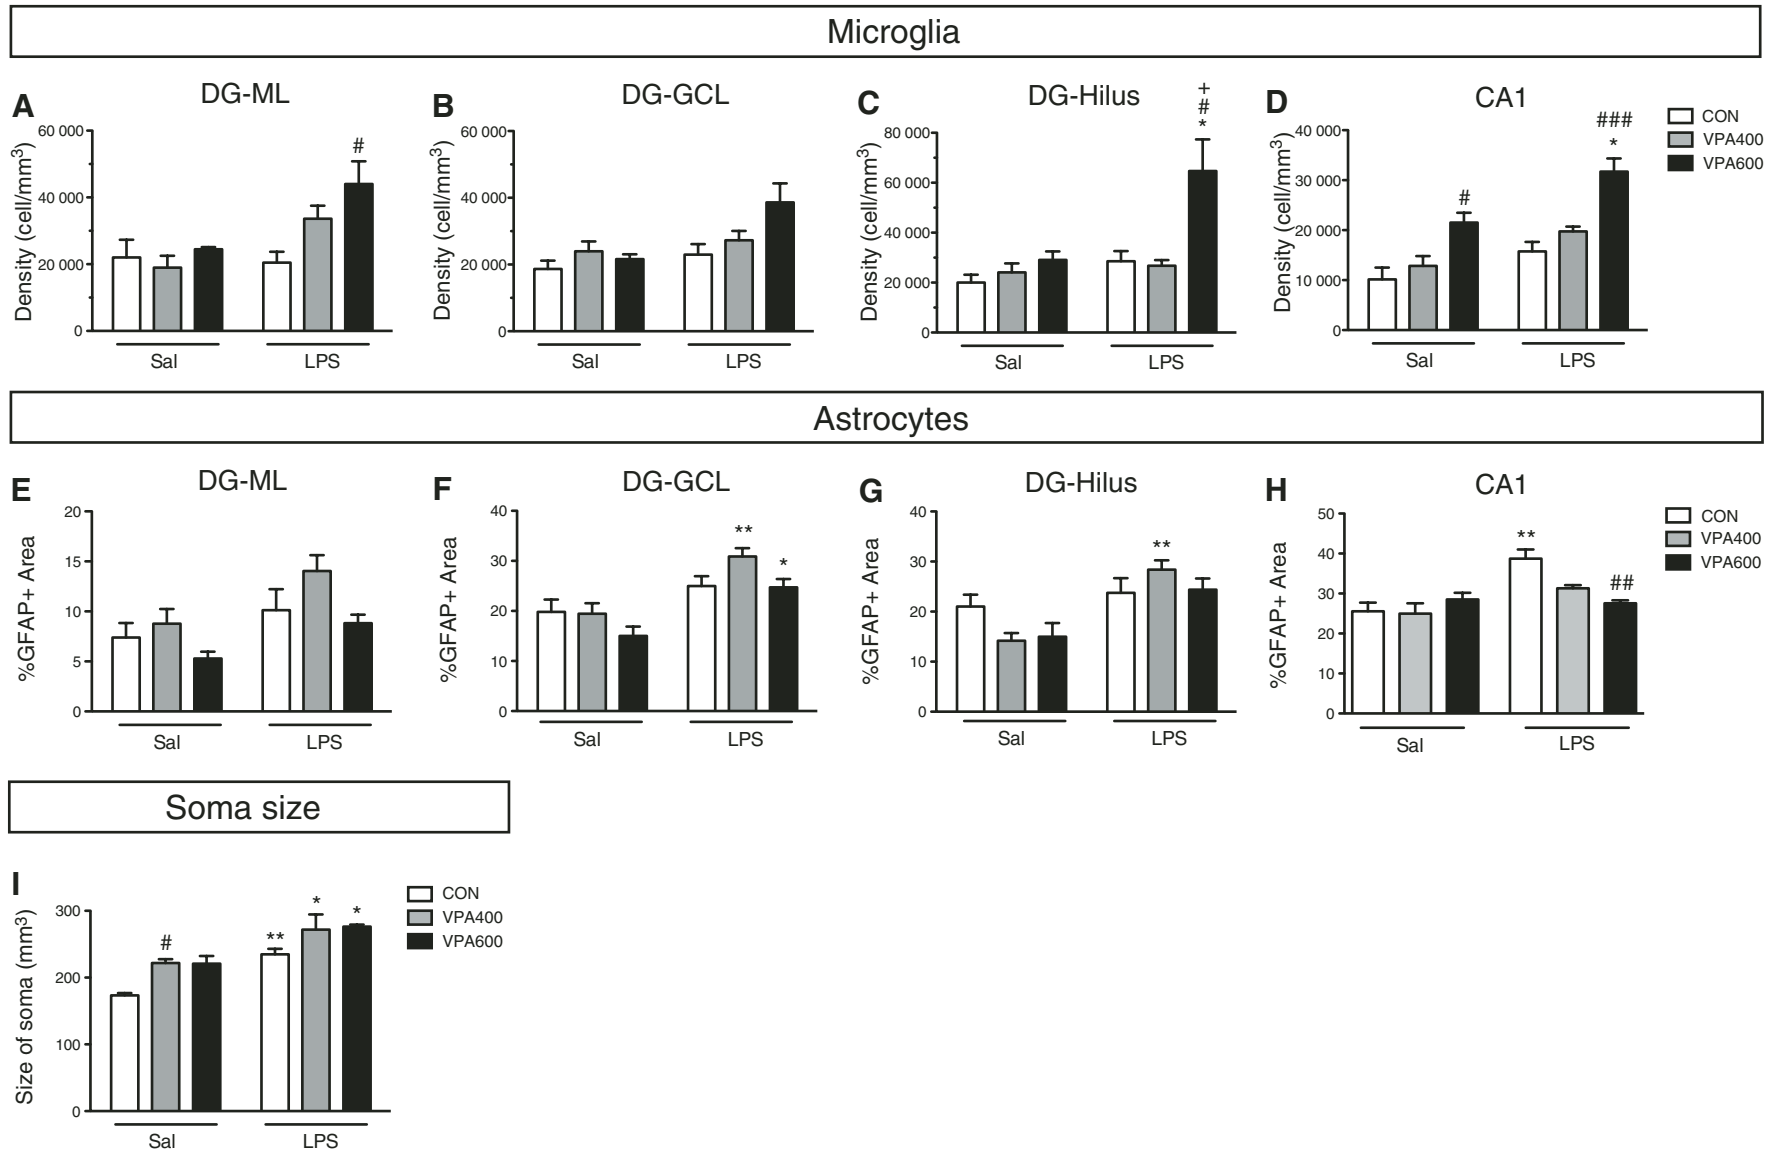 Microglia
A
DG-ML
Density (cell/mm³)
60 000
40 000
20 000
0
#
Sal
LPS
B
DG-GCL
Density (cell/mm³)
60 000
40 000
20 000
0
Sal
LPS
C
DG-Hilus
Density (cell/mm³)
80 000
60 000
40 000
20 000
0
+
#
*
Sal
LPS
D
CA1
Density (cell/mm³)
40 000
30 000
20 000
10 000
0
#
###
*
Sal
LPS
CON
VPA400
VPA600
Astrocytes
E
DG-ML
%GFAP+ Area
20
15
10
5
0
Sal
LPS
F
DG-GCL
%GFAP+ Area
40
30
20
10
0
**
*
Sal
LPS
G
DG-Hilus
%GFAP+ Area
40
30
20
10
0
**
Sal
LPS
H
CA1
%GFAP+ Area
50
40
30
20
10
0
**
##
Sal
LPS
CON
VPA400
VPA600
Soma size
I
Size of soma (mm³)
300
200
100
0
#
**
*
*
Sal
LPS
CON
VPA400
VPA600